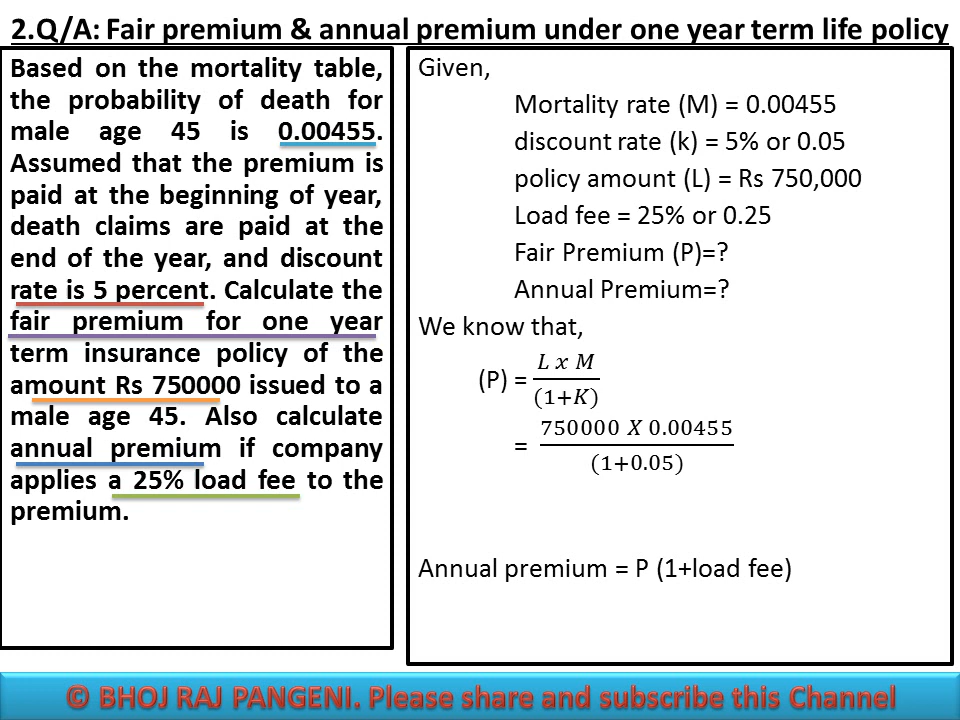 2.Q/A: Fair premium & annual premium under one year term life policy
Based on the mortality table,
the probability of death for
male age 45 is 0.00455.
Assumed that the premium is
paid at the beginning of year,
death claims are paid at the
end of the year, and discount
rate is 5 percent. Calculate the
fair premium for one year
term insurance policy of the
amount Rs 750000 issued to a
male age 45. Also calculate
annual premium if company
applies a 25% load fee to the
premium.
Given,
Mortality rate (M) = 0.00455
discount rate (k) = 5% or 0.05
policy amount (L) = Rs 750,000
Load fee = 25% or 0.25
Fair Premium (P)=?
Annual Premium=?
We know that,
(P) = L x M / (1+K)
= 750000 X 0.00455 / (1+0.05)
Annual premium = P (1+load fee)
© BHOJ RAJ PANGENI. Please share and subscribe this Channel